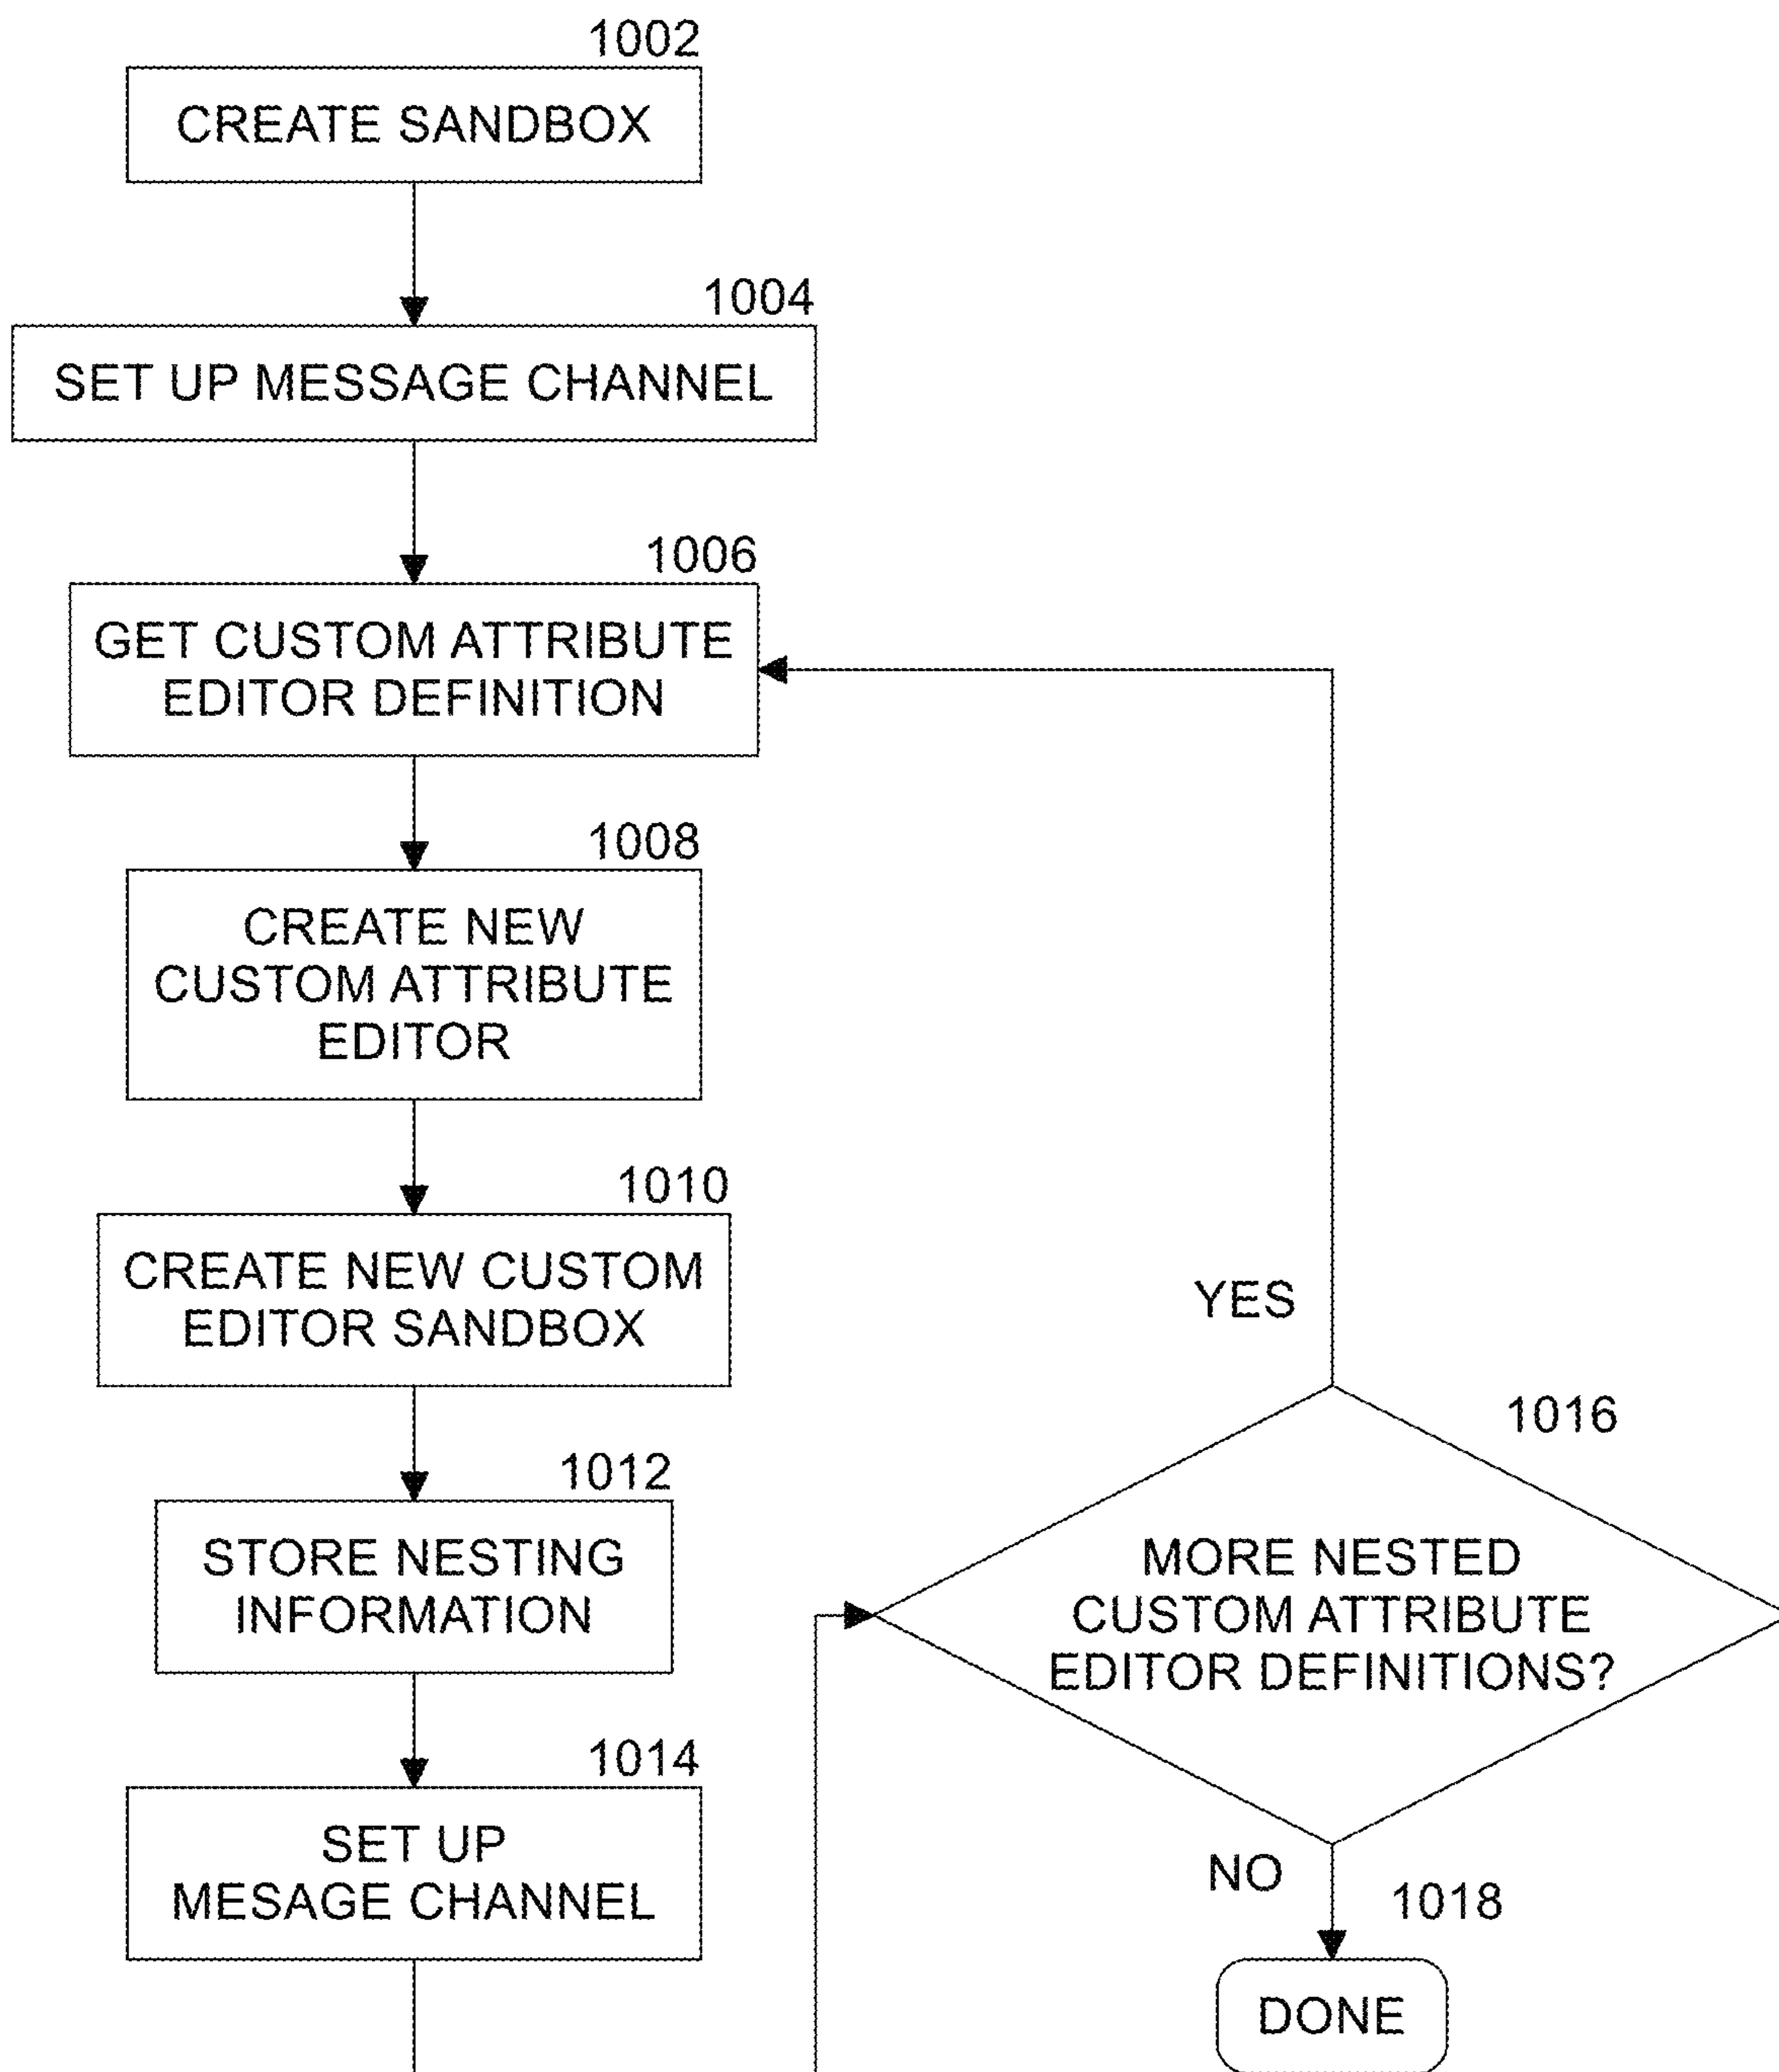 1002
CREATE SANDBOX
1004
SET UP MESSAGE CHANNEL
1006
GET CUSTOM ATTRIBUTE
EDITOR DEFINITION
1008
CREATE NEW
CUSTOM ATTRIBUTE
EDITOR
1010
CREATE NEW CUSTOM
EDITOR SANDBOX
1012
STORE NESTING
INFORMATION
1014
SET UP
MESAGE CHANNEL
YES
1016
MORE NESTED
CUSTOM ATTRIBUTE
EDITOR DEFINITIONS?
NO
1018
DONE